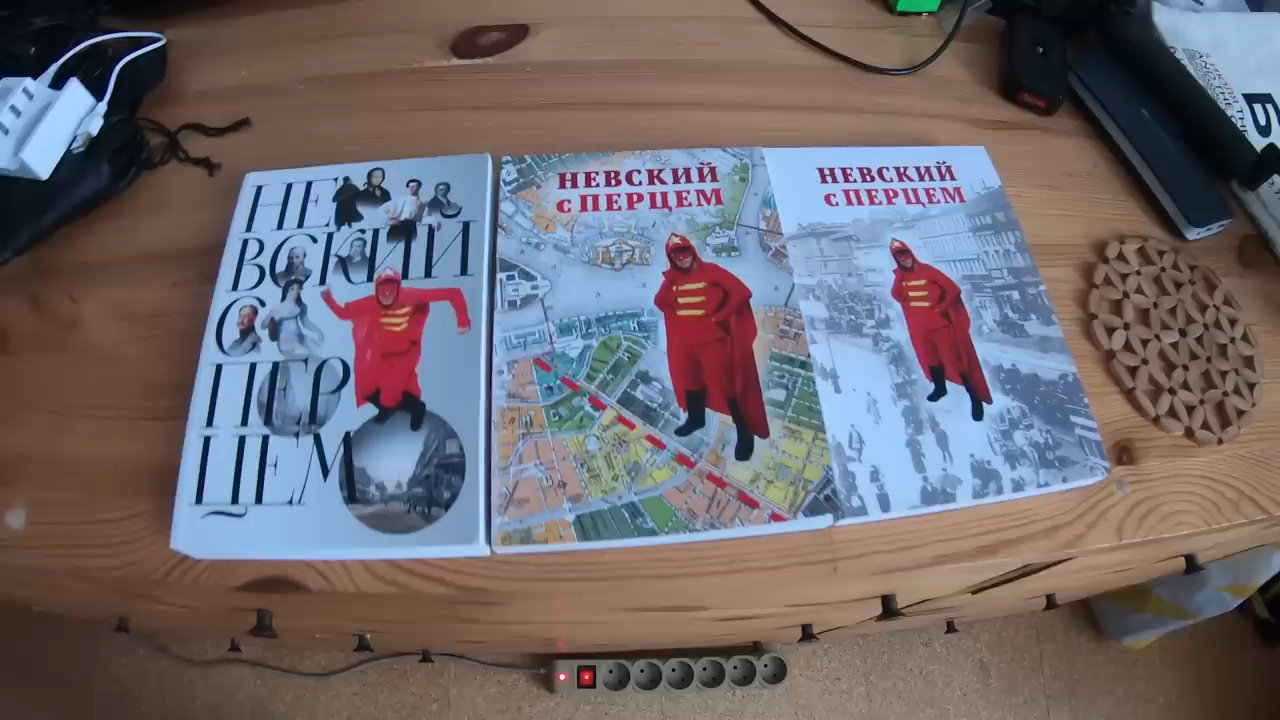 НЕ
ВСКИЙ
С
ПЕР
ЦЕМ
НЕВСКИЙ
с ПЕРЦЕМ
НЕВСКИЙ
с ПЕРЦЕМ
Б